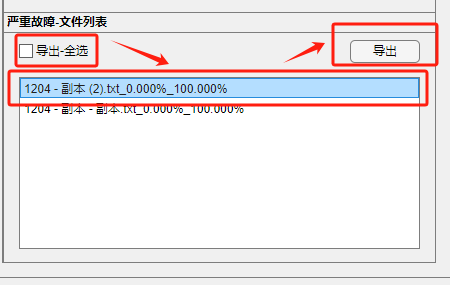 严重故障-文件列表
导出-全选
导出
1204 - 副本 (2).txt_0.000%_100.000%
1204 - 副本 - 副本.txt_0.000%_100.000%